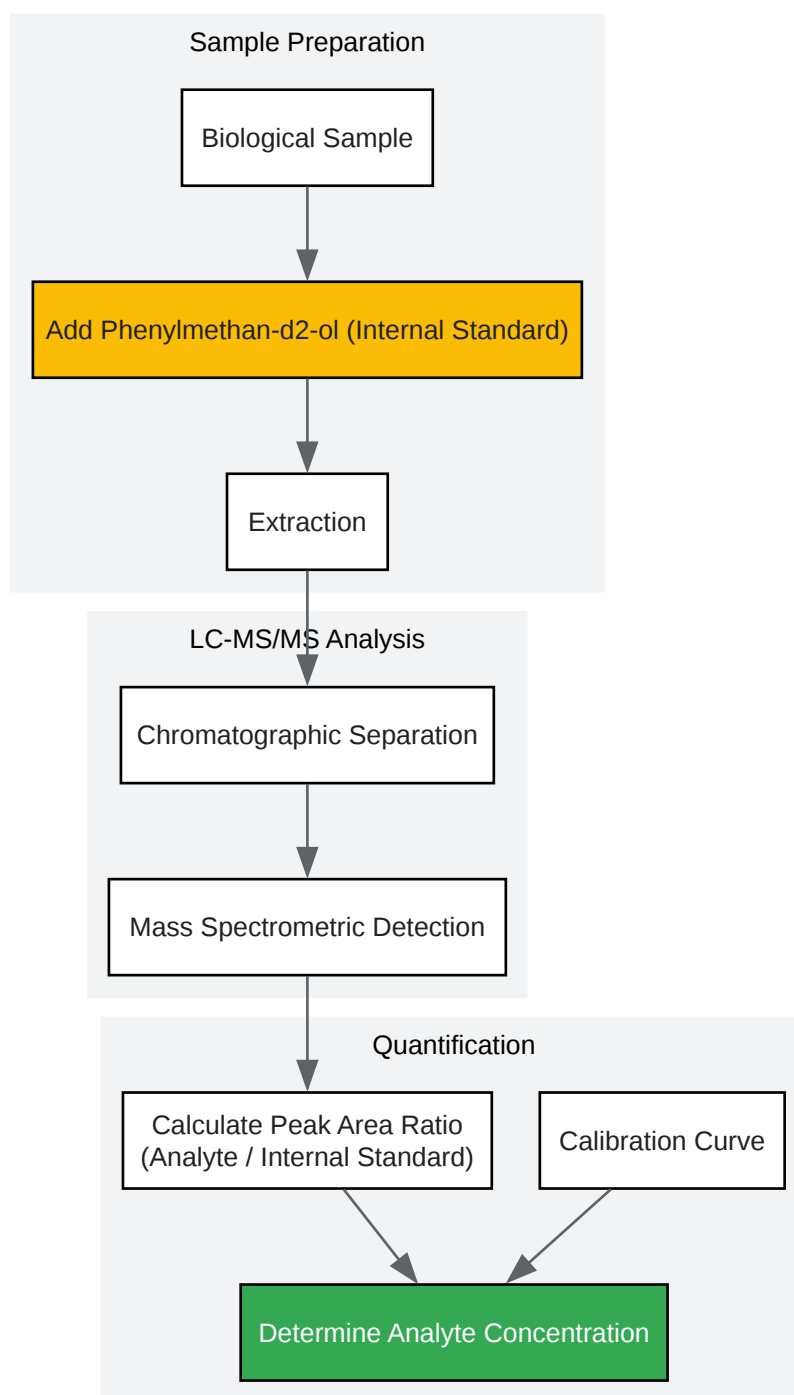 Sample Preparation
Biological Sample
Add Phenylmethan-d2-ol (Internal Standard)
Extraction
LC-MS/MS Analysis
Chromatographic Separation
Mass Spectrometric Detection
Quantification
Calculate Peak Area Ratio
(Analyte / Internal Standard)
Calibration Curve
Determine Analyte Concentration